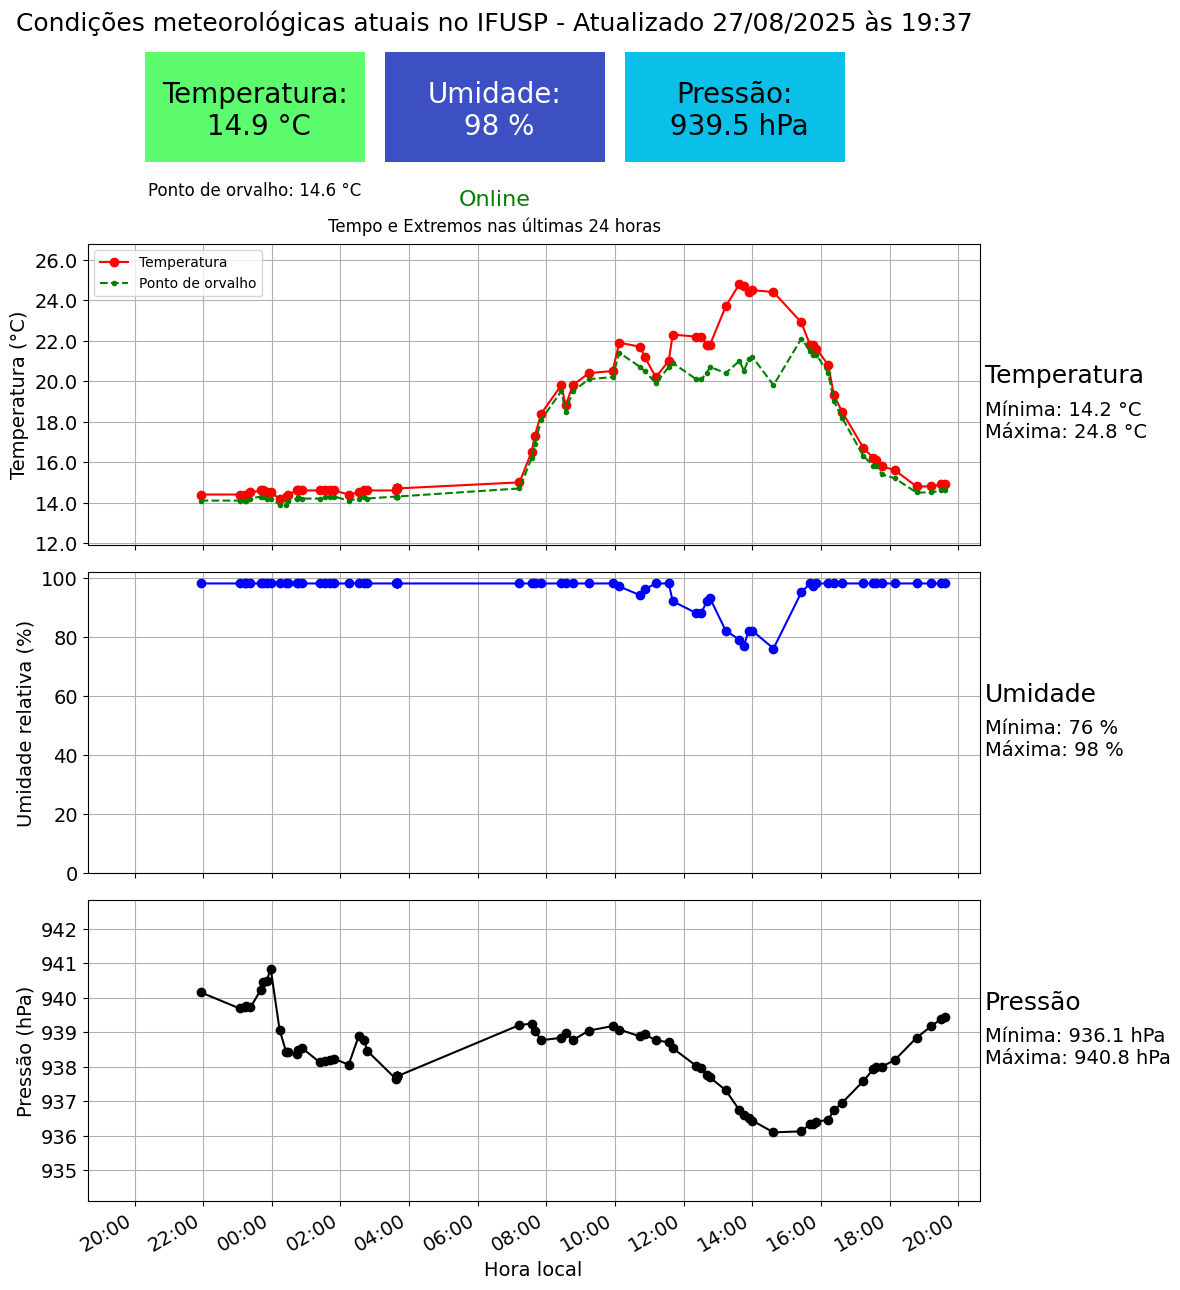 Condições meteorológicas atuais no IFUSP - Atualizado 27/08/2025 às 19:37
Temperatura:
14.9 °C
Umidade:
98 %
Pressão:
939.5 hPa
Ponto de orvalho: 14.6 °C
Online
Tempo e Extremos nas últimas 24 horas
Temperatura
Ponto de orvalho
26.0
24.0
22.0
20.0
18.0
16.0
14.0
12.0
Temperatura (°C)
Temperatura
Mínima: 14.2 °C
Máxima: 24.8 °C
100
80
60
40
20
0
Umidade relativa (%)
Umidade
Mínima: 76 %
Máxima: 98 %
942
941
940
939
938
937
936
935
Pressão (hPa)
Pressão
Mínima: 936.1 hPa
Máxima: 940.8 hPa
20:00 22:00 00:00 02:00 04:00 06:00 08:00 10:00 12:00 14:00 16:00 18:00 20:00
Hora local